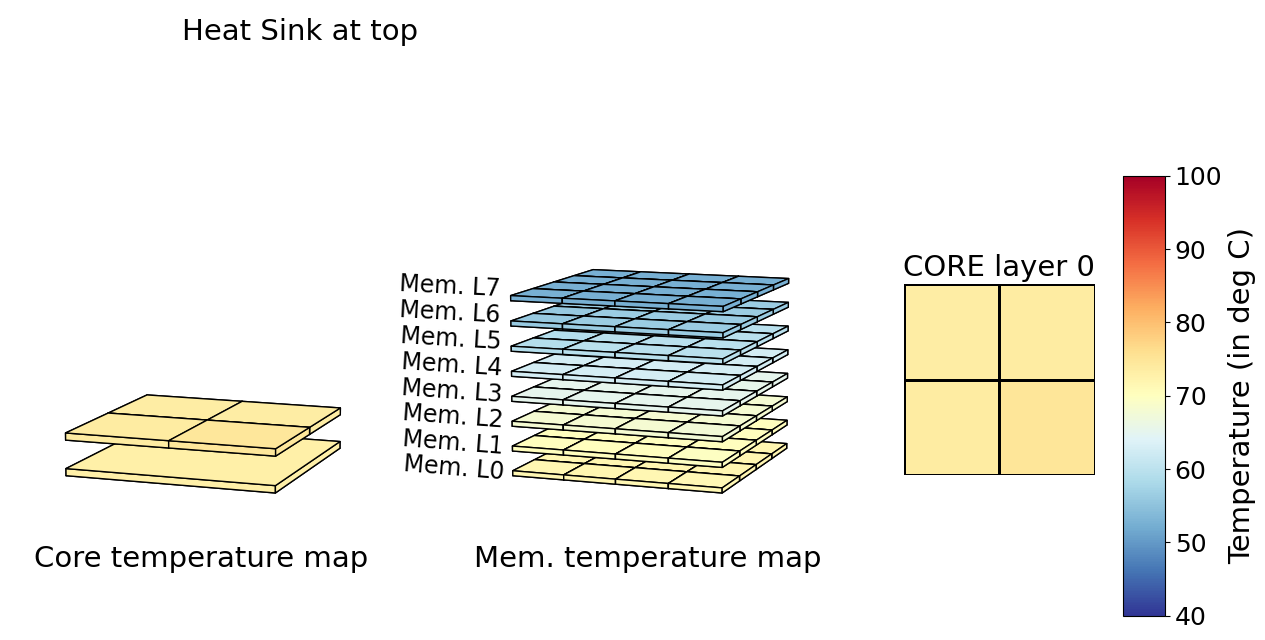 Heat Sink at top
Mem. L7
Mem. L6
Mem. L5
Mem. L4
Mem. L3
Mem. L2
Mem. L1
Mem. L0
Core temperature map
Mem. temperature map
CORE layer 0
100
90
80
70
60
50
40
Temperature (in deg C)